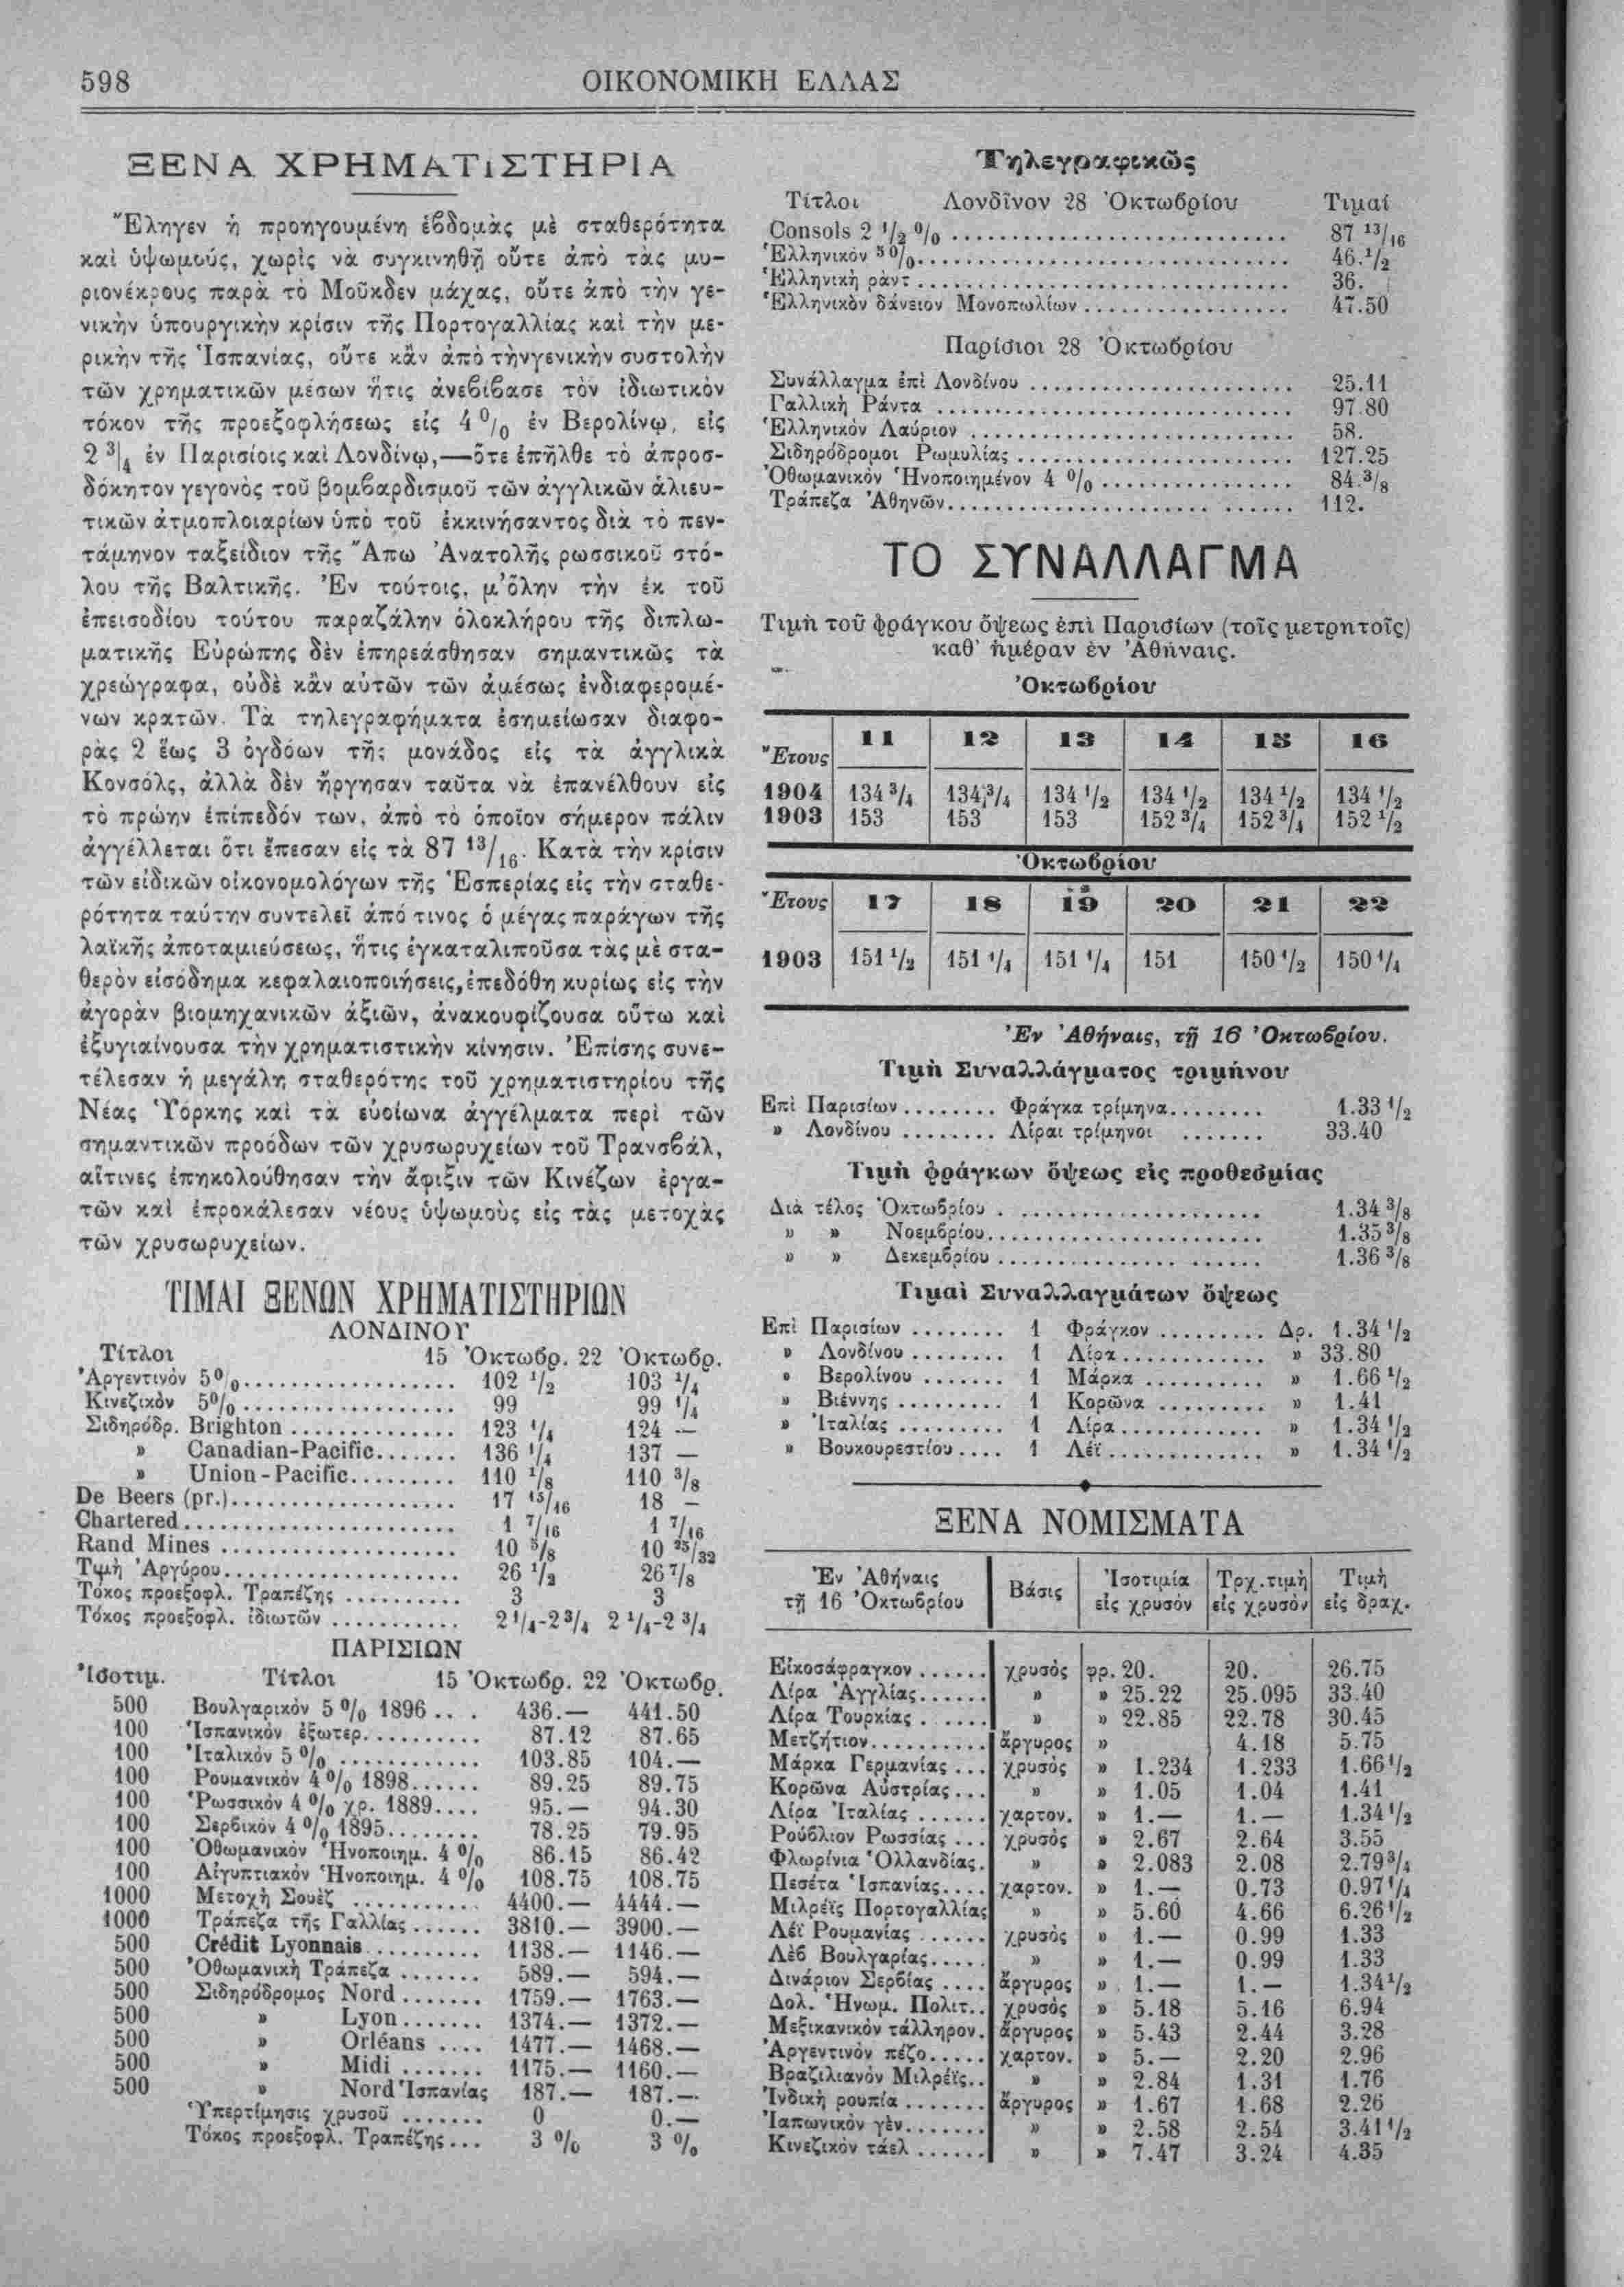 598
ΟΙΚΟΝΟΜΙΚΗ ΕΛΛΑΣ
ΞΕΝΑ ΧΡΗΜΑΤΙΣΤΗΡΙΑ
Ἔληγεν ἡ προηγουμένη ἑβδομὰς μὲ σταθερότητα
καὶ ὑψωμούς, χωρὶς νὰ συγκινηθῇ οὔτε ἀπὸ τὰς μυ-
ριονέκρους παρὰ τὸ Μοῦκδεν μάχας, οὔτε ἀπὸ τὴν γε-
νικὴν ὑπουργικὴν κρίσιν τῆς Πορτογαλλίας καὶ τὴν με-
ρικὴν τῆς Ἱσπανίας, οὔτε κἂν ἀπὸ τὴνγενικὴν συστολὴν
τῶν χρηματικῶν μέσων ἥτις ἀνεβίβασε τὸν ἰδιωτικὸν
τόκον τῆς προεξοφλήσεως εἰς 4 0/0 ἐν Βερολίνῳ, εἰς
2 3/4 ἐν Παρισίοις καὶ Λονδίνῳ,—ὅτε ἐπῆλθε τὸ ἀπροσ-
δόκητον γεγονὸς τοῦ βομβαρδισμοῦ τῶν ἀγγλικῶν ἁλιευ-
τικῶν ἀτμοπλοιαρίων ὑπὸ τοῦ ἐκκινήσαντος διὰ τὸ πεν-
τάμηνον ταξείδιον τῆς Ἄπω Ἀνατολῆς ρωσσικοῦ στό-
λου τῆς Βαλτικῆς. Ἐν τούτοις, μ᾽ὅλην τὴν ἐκ τοῦ
ἐπεισοδίου τούτου παραζάλην ὁλοκλήρου τῆς διπλω-
ματικῆς Εὐρώπης δὲν ἐπηρεάσθησαν σημαντικῶς τὰ
χρεώγραφα, οὐδὲ κἂν αὐτῶν τῶν ἀμέσως ἐνδιαφερομέ-
νων κρατῶν. Τὰ τηλεγραφήματα ἐσημείωσαν διαφο-
ρὰς 2 ἕως 3 ὀγδόων τῆς μονάδος εἰς τὰ ἀγγλικὰ
Κονσόλς, ἀλλὰ δὲν ἤργησαν ταῦτα νὰ ἐπανέλθουν εἰς
τὸ πρώην ἐπίπεδόν των, ἀπὸ τὸ ὁποῖον σήμερον πάλιν
ἀγγέλλεται ὅτι ἔπεσαν εἰς τὰ 87 13/16. Κατὰ τὴν κρίσιν
τῶν εἰδικῶν οἰκονομολόγων τῆς Ἑσπερίας εἰς τὴν σταθε-
ρότητα ταύτην συντελεῖ ἀπό τινος ὁ μέγας παράγων τῆς
λαϊκῆς ἀποταμιεύσεως, ἥτις ἐγκαταλιποῦσα τὰς μὲ στα-
θερὸν εἰσόδημα κεφαλαιοποιήσεις,ἐπεδόθη κυρίως εἰς τὴν
ἀγορὰν βιομηχανικῶν ἀξιῶν, ἀνακουφίζουσα οὕτω καὶ
ἐξυγιαίνουσα τὴν χρηματιστικὴν κίνησιν. Ἐπίσης συνε-
τέλεσαν ἡ μεγάλη σταθερότης τοῦ χρηματιστηρίου τῆς
Νέας Ὑόρκης καὶ τὰ εὐοίωνα ἀγγέλματα περὶ τῶν
σημαντικῶν προόδων τῶν χρυσωρυχείων τοῦ Τρανσβάλ,
αἵτινες ἐπηκολούθησαν τὴν ἄφιξιν τῶν Κινέζων ἐργα-
τῶν καὶ ἐπροκάλεσαν νέους ὑψωμοὺς εἰς τὰς μετοχὰς
τῶν χρυσωρυχείων.
ΤΙΜΑΙ ΞΕΝΩΝ ΧΡΗΜΑΤΙΣΤΗΡΙΩΝ
ΛΟΝΔΙΝΟΥ
Τίτλοι 15 Ὀκτωβρ. 22 Ὀκτωβρ.
Ἀργεντινὸν 5 0/0 102 1/2 103 1/4
Κινεζικὸν 5 0/0 99 99 1/4
Σιδηρόδρ. Brighton 123 1/4 124 —
» Canadian-Pacific 136 1/4 137 —
» Union-Pacific 110 1/8 110 3/8
De Beers (pr.) 17 15/16 18 –
Chartered 1 7/16 1 7/16
Rand Mines 10 5/8 10 25/32
Τιμὴ Ἀργύρου 26 1/2 26 7/8
Τόκος προεξοφλ. Τραπέζης 3 3
Τόκος προεξοφλ. ἰδιωτῶν 2 1/4-2 3/4 2 1/4-2 3/4
ΠΑΡΙΣΙΩΝ
Ἰσοτιμ. Τίτλοι 15 Ὀκτωβρ. 22 Ὀκτωβρ.
500 Βουλγαρικὸν 5 0/0 1896 436.— 441.50
100 Ἱσπανικὸν ἐξωτερ. 87.12 87.65
100 Ἰταλικὸν 5 0/0 103.85 104.—
100 Ρουμανικὸν 4 0/0 1898 89.25 89.75
100 Ῥωσσικὸν 4 0/0 χρ. 1889 95.— 94.30
100 Σερβικὸν 4 0/0 1895 78.25 79.95
100 Ὀθωμανικὸν Ἡνοποιημ. 4 0/0 86.15 86.42
100 Αἰγυπτιακὸν Ἡνοποιημ. 4 0/0 108.75 108.75
1000 Μετοχὴ Σουὲζ 4400.— 4444.—
1000 Τράπεζα τῆς Γαλλίας 3810.— 3900.—
500 Crédit Lyonnais 1138.— 1146.—
500 Ὀθωμανικὴ Τράπεζα 589.— 594.—
500 Σιδηρόδρομος Nord 1759.— 1763.—
500 » Lyon 1374.— 1372.—
500 » Orléans 1477.— 1468.—
500 » Midi 1175.— 1160.—
500 » Nord Ἱσπανίας 187.— 187.—
Ὑπερτίμησις χρυσοῦ 0 0.—
Τόκος προεξοφλ. Τραπέζης 3 0/0 3 0/0
Τηλεγραφικῶς
Τίτλοι Λονδῖνον 28 Ὀκτωβρίου Τιμαί
Consols 2 1/2 0/0 87 13/16
Ἑλληνικὸν 5 0/0 46.1/2
Ἑλληνικὴ ρὰντ 36.
Ἑλληνικὸν δάνειον Μονοπωλίων 47.50
Παρίσιοι 28 Ὀκτωβρίου
Συνάλλαγμα ἐπὶ Λονδίνου 25.11
Γαλλικὴ Ράντα 97.80
Ἑλληνικὸν Λαύριον 58.
Σιδηρόδρομοι Ρωμυλίας 127.25
Ὀθωμανικὸν Ἡνοποιημένον 4 0/0 84.3/8
Τράπεζα Ἀθηνῶν 112.
ΤΟ ΣΥΝΑΛΛΑΓΜΑ
Τιμὴ τοῦ φράγκου ὄψεως ἐπὶ Παρισίων (τοῖς μετρητοῖς)
καθ᾽ ἡμέραν ἐν Ἀθήναις.
Ὀκτωβρίου
Ἔτους 11 12 13 14 15 16
1904 134 3/4 134 3/4 134 1/2 134 1/2 134 1/2 134 1/2
1903 153 153 153 152 3/4 152 3/4 152 1/2
Ὀκτωβρίου
Ἔτους 17 18 19 20 21 22
1903 151 1/2 151 1/4 151 1/4 151 150 1/2 150 1/4
Ἐν Ἀθήναις, τῇ 16 Ὀκτωβρίου.
Τιμὴ Συναλλάγματος τριμήνου
Ἐπὶ Παρισίων Φράγκα τρίμηνα 1.33 1/2
» Λονδίνου Λίραι τρίμηνοι 33.40
Τιμὴ φράγκων ὄψεως εἰς προθεσμίας
Διὰ τέλος Ὀκτωβρίου 1.34 3/8
» » Νοεμβρίου 1.35 3/8
» » Δεκεμβρίου 1.36 3/8
Τιμαὶ Συναλλαγμάτων ὄψεως
Ἐπὶ Παρισίων 1 Φράγκον Δρ. 1.34 1/2
» Λονδίνου 1 Λίρα » 33.80
» Βερολίνου 1 Μάρκα » 1.66 1/2
» Βιέννης 1 Κορῶνα » 1.41
» Ἰταλίας 1 Λίρα » 1.34 1/2
» Βουκουρεστίου 1 Λέϊ » 1.34 1/2
ΞΕΝΑ ΝΟΜΙΣΜΑΤΑ
Ἐν Ἀθήναις Βάσις Ἰσοτιμία Τρχ.τιμὴ Τιμὴ
τῇ 16 Ὀκτωβρίου εἰς χρυσόν εἰς χρυσόν εἰς δραχ.
Εἰκοσάφραγκον χρυσὸς φρ. 20. 20. 26.75
Λίρα Ἀγγλίας » » 25.22 25.095 33.40
Λίρα Τουρκίας » » 22.85 22.78 30.45
Μετζήτιον ἄργυρος » 4.18 5.75
Μάρκα Γερμανίας χρυσὸς » 1.234 1.233 1.66 1/2
Κορῶνα Αὐστρίας » » 1.05 1.04 1.41
Λίρα Ἰταλίας χαρτον. » 1.— 1.— 1.34 1/2
Ρούβλιον Ρωσσίας χρυσὸς » 2.67 2.64 3.55
Φλωρίνια Ὁλλανδίας. » » 2.083 2.08 2.79 3/4
Πεσέτα Ἱσπανίας χαρτον. » 1.— 0.73 0.97 1/4
Μιλρέϊς Πορτογαλλίας » » 5.60 4.66 6.26 1/2
Λέϊ Ρουμανίας χρυσὸς » 1.— 0.99 1.33
Λὲβ Βουλγαρίας » » 1.— 0.99 1.33
Δινάριον Σερβίας ἄργυρος » 1.— 1.— 1.34 1/2
Δολ. Ἡνωμ. Πολιτ. χρυσὸς » 5.18 5.16 6.94
Μεξικανικὸν τάλληρον. ἄργυρος » 5.43 2.44 3.28
Ἀργεντινὸν πέζο χαρτον. » 5.— 2.20 2.96
Βραζιλιανὸν Μιλρέϊς » » 2.84 1.31 1.76
Ἰνδικὴ ρουπία ἄργυρος » 1.67 1.68 2.26
Ἰαπωνικὸν γὲν » » 2.58 2.54 3.41 1/2
Κινεζικὸν τάελ » » 7.47 3.24 4.35